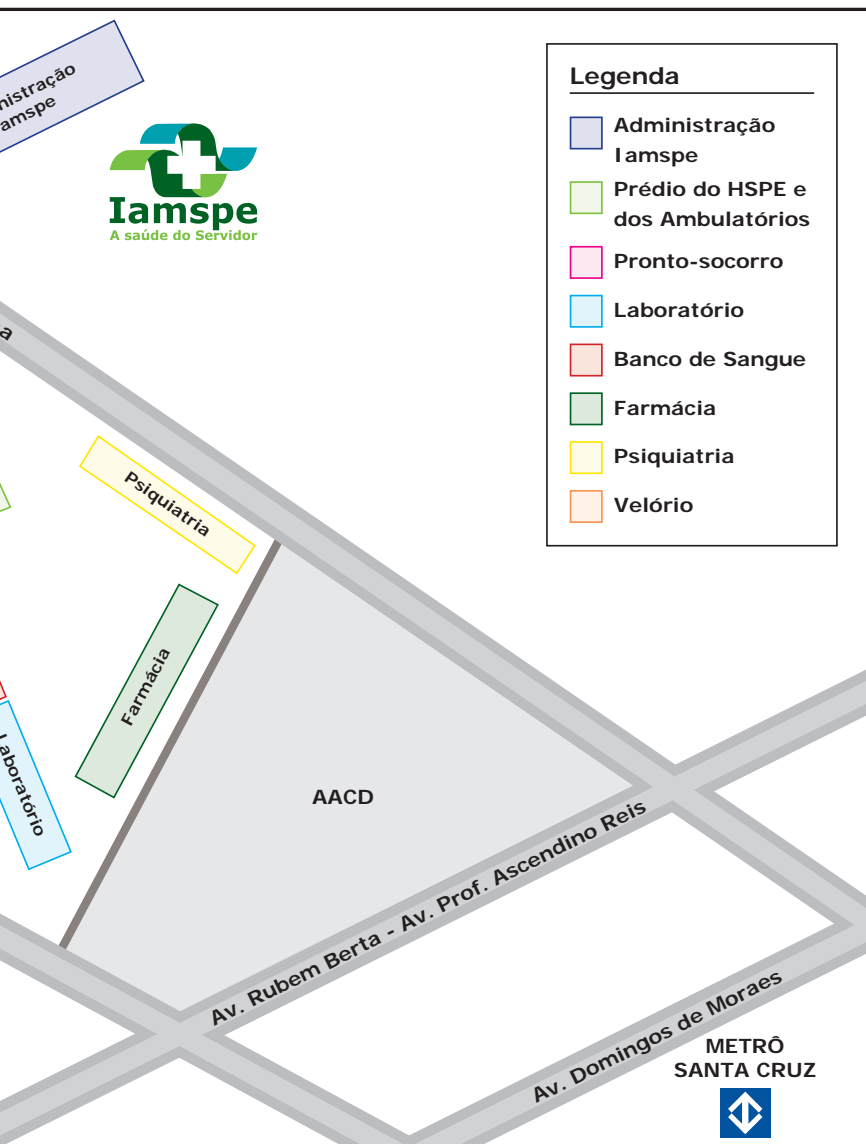 Iamspe
Iamspe
A saúde do Servidor
Legenda
Administração
Iamspe
Prédio do HSPE e
dos Ambulatórios
Pronto-socorro
Laboratório
Banco de Sangue
Farmácia
Psiquiatria
Velório
Psiquiatria
Farmácia
Laboratório
AACD
Av. Rubem Berta - Av. Prof. Ascendino Reis
Av. Domingos de Moraes
METRÔ
SANTA CRUZ